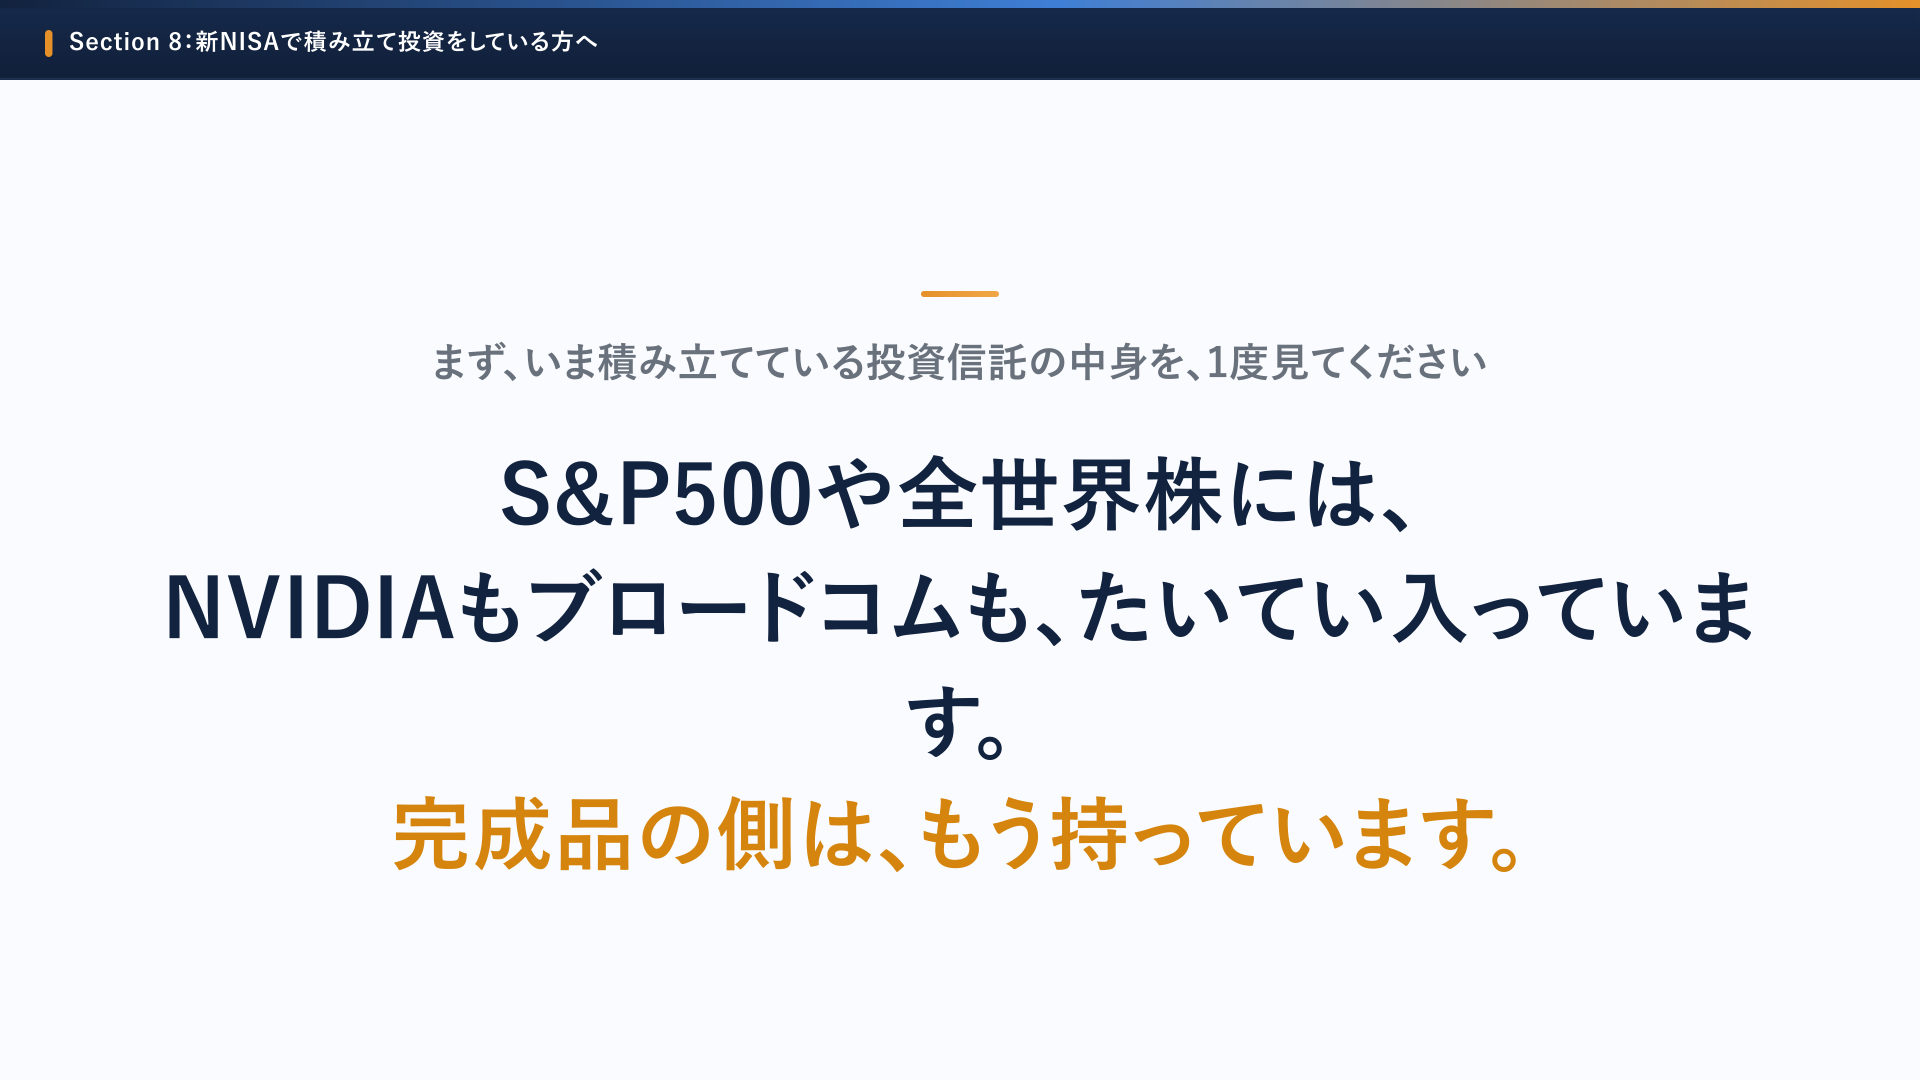 Section 8：新NISAで積み立て投資をしている方へ
まず、いま積み立てている投資信託の中身を、1度見てください
S&P500や全世界株には、
NVIDIAもブロードコムも、たいてい入っていま
す。
完成品の側は、もう持っています。